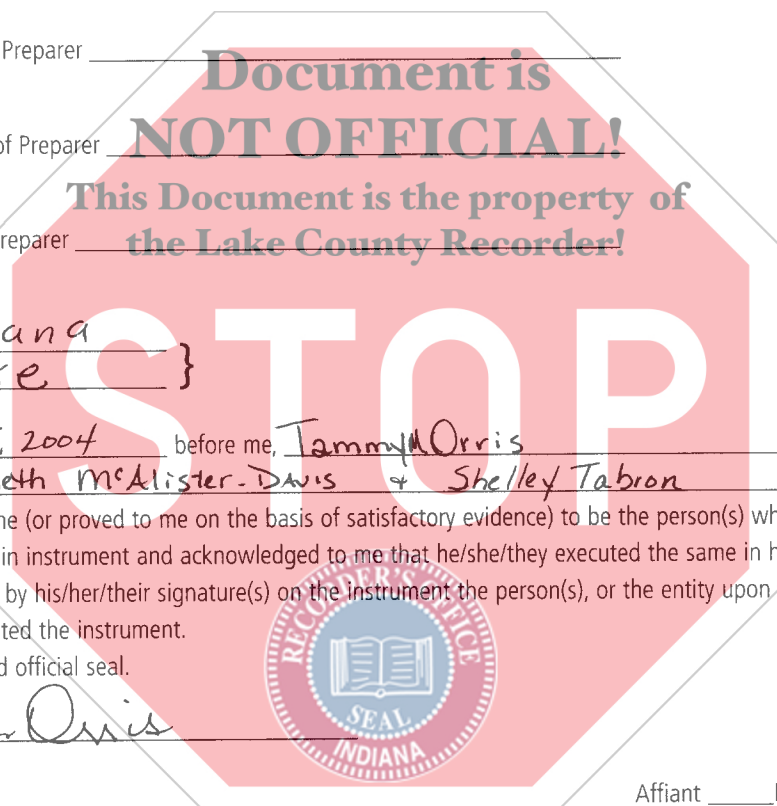 Preparer
Document is
of Preparer
NOT OFFICIAL!
This Document is the property of
reparer
the Lake County Recorder!
ana
ke }
STOP
, 2004 before me, Tammy M Orris
eth McAlister-Davis + Shelley Tabron
ne (or proved to me on the basis of satisfactory evidence) to be the person(s) wh
in instrument and acknowledged to me that he/she/they executed the same in h
by his/her/their signature(s) on the instrument the person(s), or the entity upon
ted the instrument.
d official seal.
Orris
RECORDER'S OFFICE
SEAL
INDIANA
Affiant